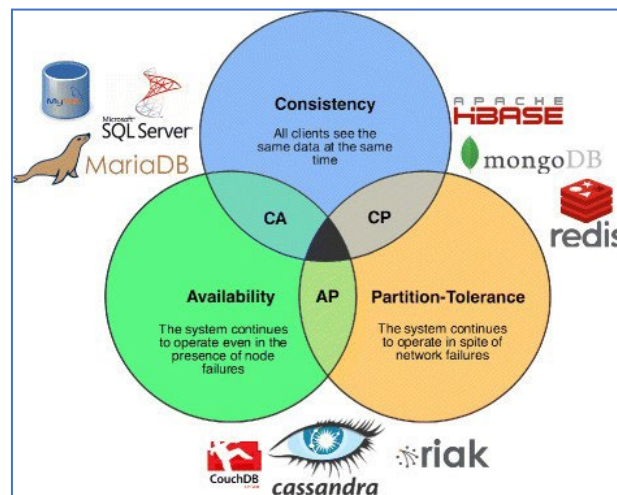 MySQL
Microsoft
SQL Server
MariaDB
Consistency
All clients see the
same data at the same
time
APACHE
HBASE
mongoDB
redis
CA
CP
Availability
The system continues
to operate even in the
presence of node
failures
AP
Partition-Tolerance
The system continues
to operate in spite of
network failures
CouchDB
cassandra
riak